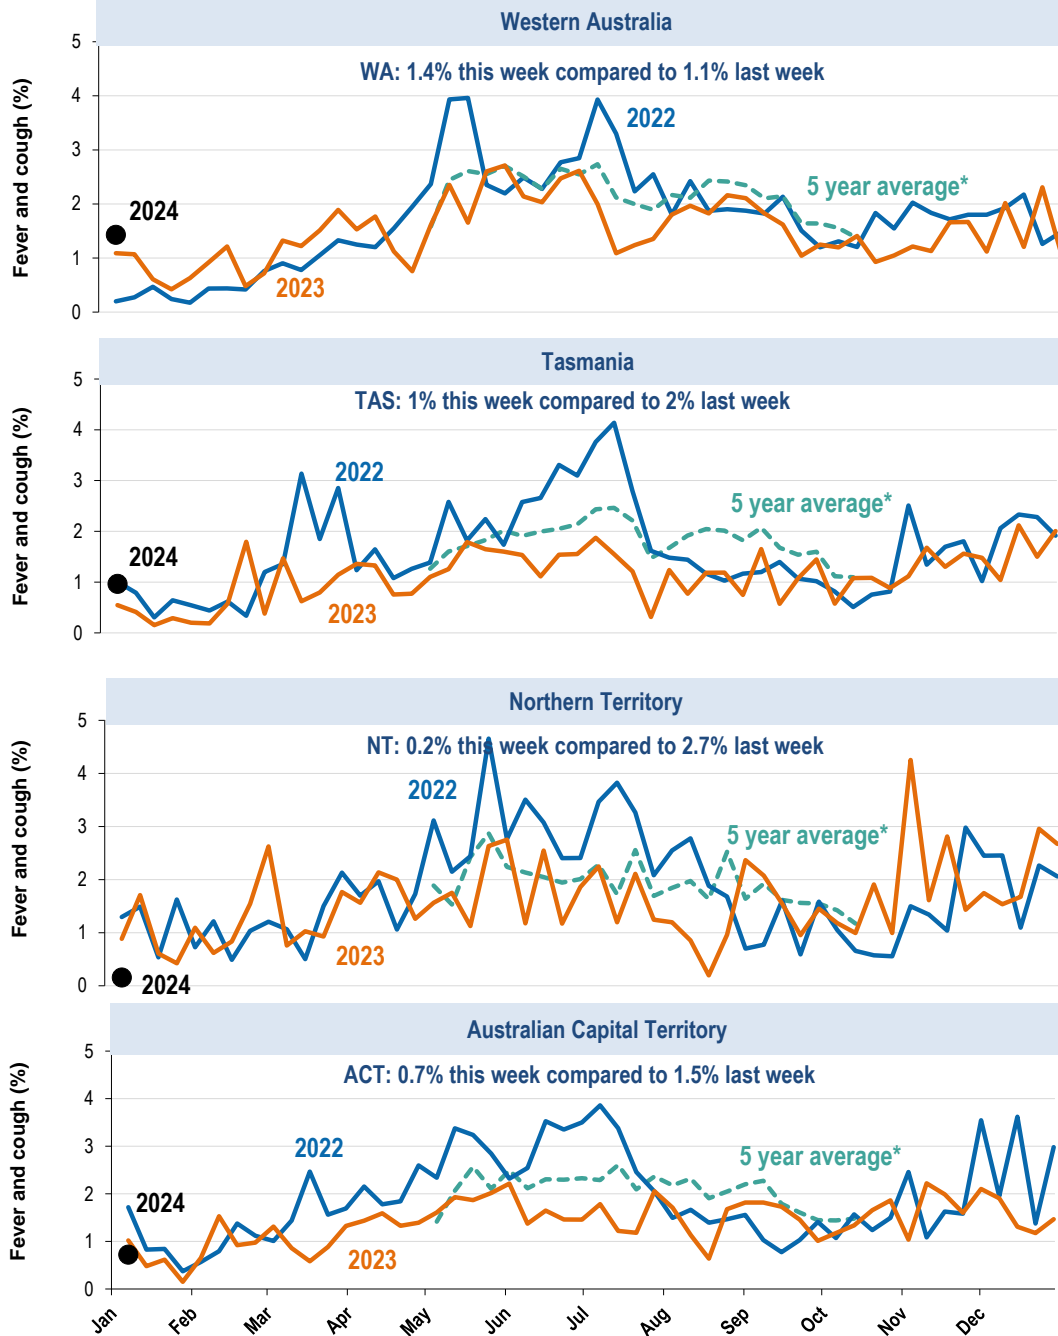 Western Australia
5
WA: 1.4% this week compared to 1.1% last week
4
2022
3
5 year average*
2
2024
1
2023
0
Fever and cough (%)
Tasmania
5
TAS: 1% this week compared to 2% last week
4
2022
3
5 year average*
2
2024
1
2023
0
Fever and cough (%)
Northern Territory
5
NT: 0.2% this week compared to 2.7% last week
4
2022
3
5 year average*
2
1
2023
2024
0
Fever and cough (%)
Australian Capital Territory
5
ACT: 0.7% this week compared to 1.5% last week
4
3
2022
5 year average*
2
2024
1
2023
0
Fever and cough (%)
Jan Feb Mar Apr May Jun Jul Aug Sep Oct Nov Dec